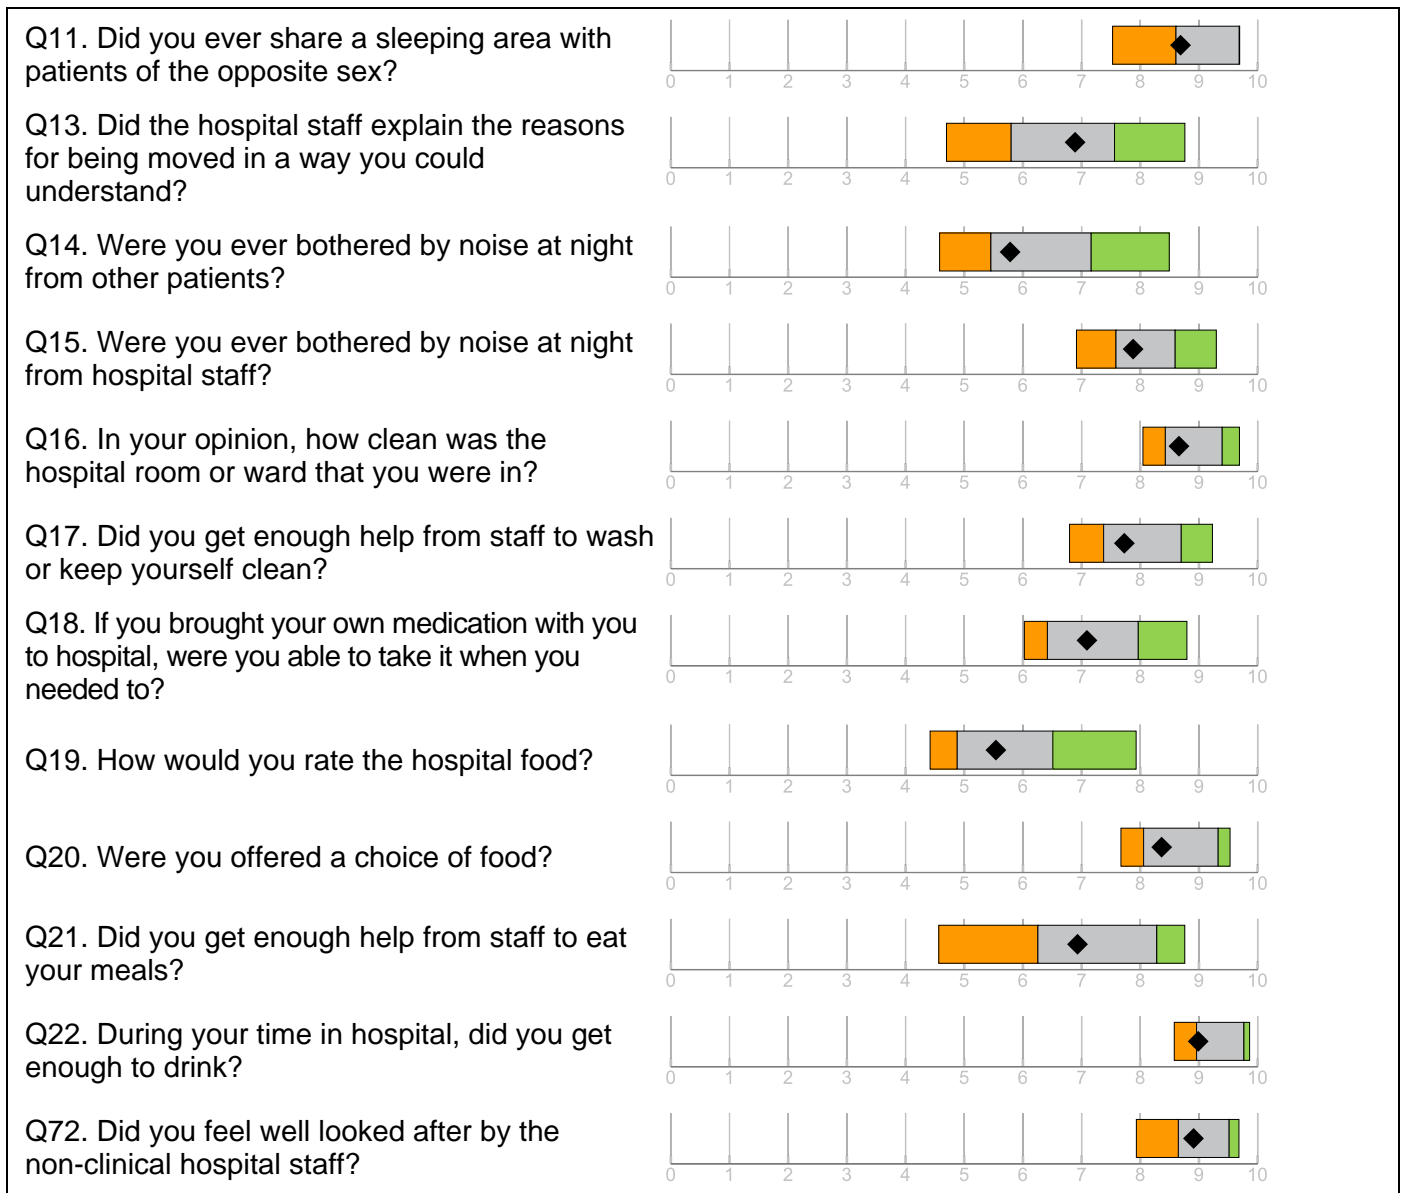 Q11. Did you ever share a sleeping area with
patients of the opposite sex?
0 1 2 3 4 5 6 7 8 9 10
Q13. Did the hospital staff explain the reasons
for being moved in a way you could
understand?
0 1 2 3 4 5 6 7 8 9 10
Q14. Were you ever bothered by noise at night
from other patients?
0 1 2 3 4 5 6 7 8 9 10
Q15. Were you ever bothered by noise at night
from hospital staff?
0 1 2 3 4 5 6 7 8 9 10
Q16. In your opinion, how clean was the
hospital room or ward that you were in?
0 1 2 3 4 5 6 7 8 9 10
Q17. Did you get enough help from staff to wash
or keep yourself clean?
0 1 2 3 4 5 6 7 8 9 10
Q18. If you brought your own medication with you
to hospital, were you able to take it when you
needed to?
0 1 2 3 4 5 6 7 8 9 10
Q19. How would you rate the hospital food?
0 1 2 3 4 5 6 7 8 9 10
Q20. Were you offered a choice of food?
0 1 2 3 4 5 6 7 8 9 10
Q21. Did you get enough help from staff to eat
your meals?
0 1 2 3 4 5 6 7 8 9 10
Q22. During your time in hospital, did you get
enough to drink?
0 1 2 3 4 5 6 7 8 9 10
Q72. Did you feel well looked after by the
non-clinical hospital staff?
0 1 2 3 4 5 6 7 8 9 10